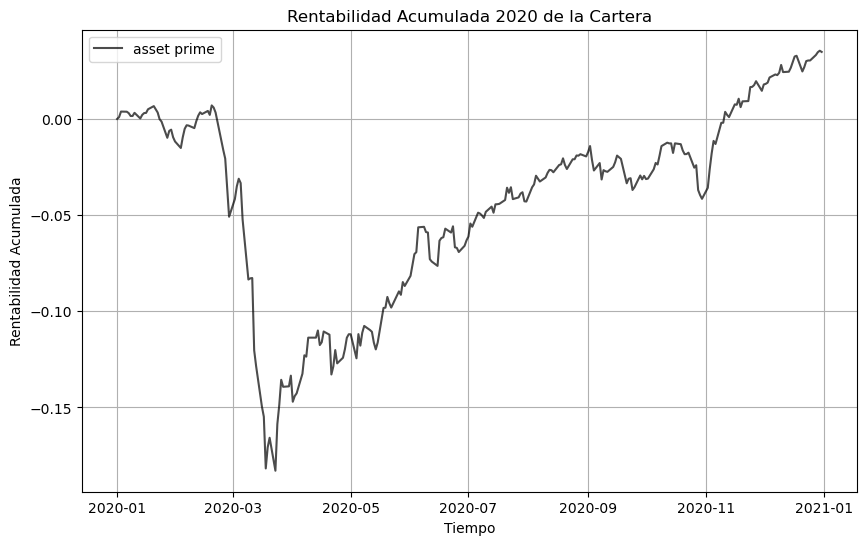 Rentabilidad Acumulada 2020 de la Cartera
asset prime
0.00
−0.05
−0.10
−0.15
Rentabilidad Acumulada
2020-01 2020-03 2020-05 2020-07 2020-09 2020-11 2021-01
Tiempo